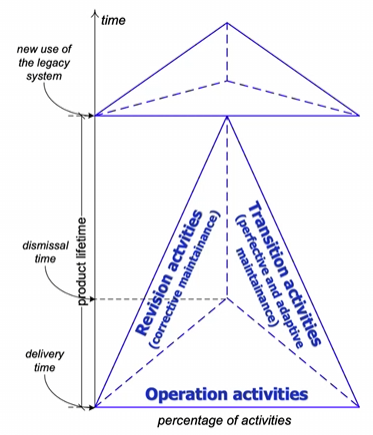 time
new use of
the legacy
system
product lifetime
dismissal
time
Revision actvities
(corrective maintainance)
Transition activities
(perfective and adaptive
maintainance)
delivery
time
Operation activities
percentage of activities